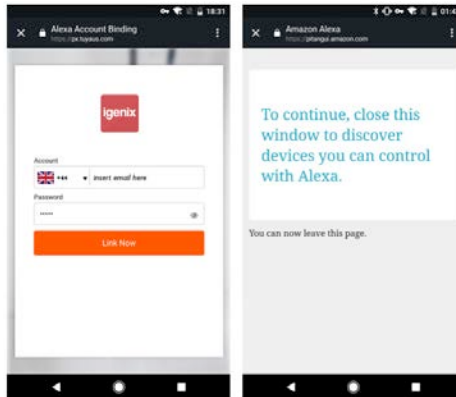 18:31
Alexa Account Binding
https://px.tuyaus.com
igenix
Account
+44 insert email here
Password
•••••
Link Now
01:4
Amazon Alexa
https://pitangui.amazon.com
To continue, close this
window to discover
devices you can control
with Alexa.
You can now leave this page.